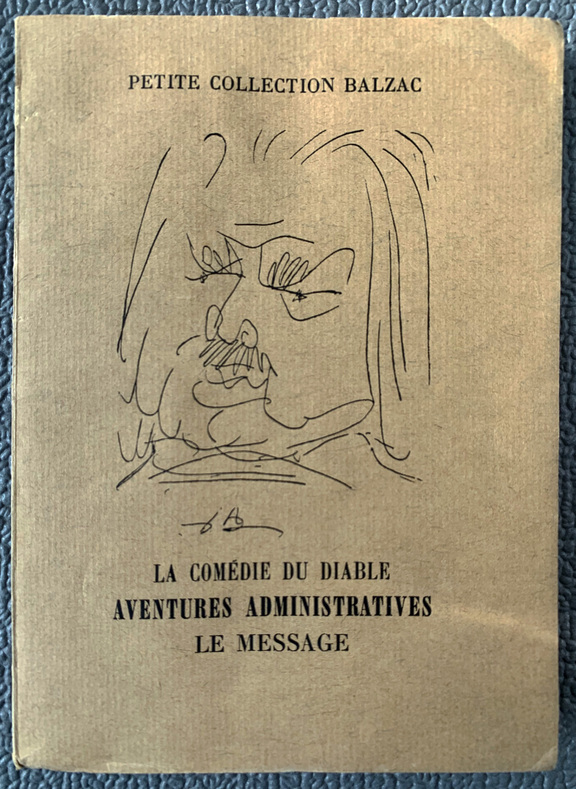 PETITE COLLECTION BALZAC
LA COMÉDIE DU DIABLE
AVENTURES ADMINISTRATIVES
LE MESSAGE